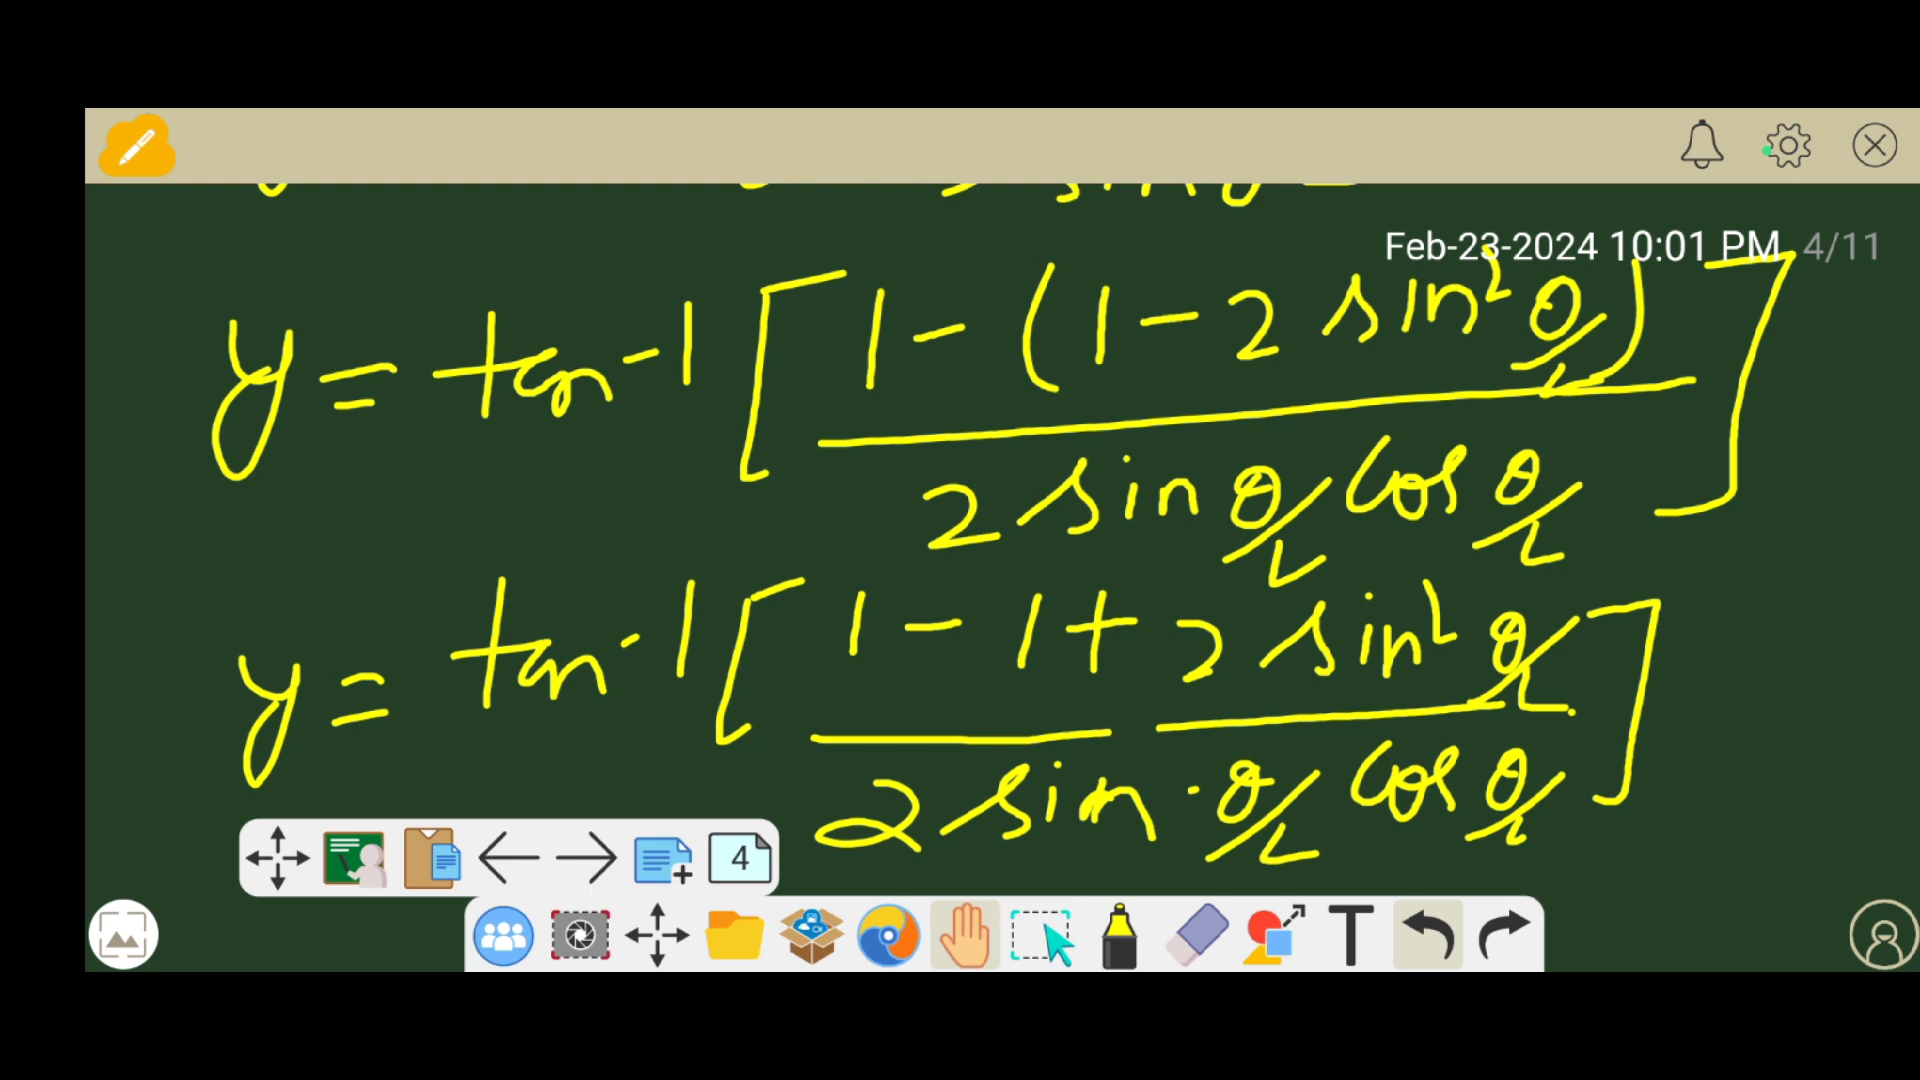 Feb-23-2024 10:01 PM 4/11
y = tan⁻¹ [ 1 - (1 - 2 sin² θ/2) / 2 sin θ/2 cos θ/2 ]
y = tan⁻¹ [ 1 - 1 + 2 sin² θ/2 / 2 sin θ/2 cos θ/2 ]
4
T